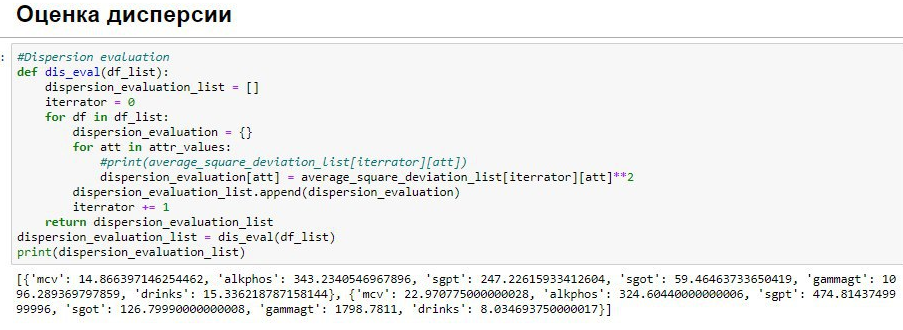 Оценка дисперсии
: #Dispersion evaluation
def dis_eval(df_list):
    dispersion_evaluation_list = []
    iterrator = 0
    for df in df_list:
        dispersion_evaluation = {}
        for att in attr_values:
            #print(average_square_deviation_list[iterrator][att])
            dispersion_evaluation[att] = average_square_deviation_list[iterrator][att]**2
        dispersion_evaluation_list.append(dispersion_evaluation)
        iterrator += 1
    return dispersion_evaluation_list
dispersion_evaluation_list = dis_eval(df_list)
print(dispersion_evaluation_list)
[{'mcv': 14.866397146254462, 'alkphos': 343.2340546967896, 'sgpt': 247.22615933412604, 'sgot': 59.46463733650419, 'gammagt': 10
96.289369797859, 'drinks': 15.336218787158144}, {'mcv': 22.970775000000028, 'alkphos': 324.60440000000006, 'sgpt': 474.81437499
99996, 'sgot': 126.79990000000008, 'gammagt': 1798.7811, 'drinks': 8.034693750000017}]